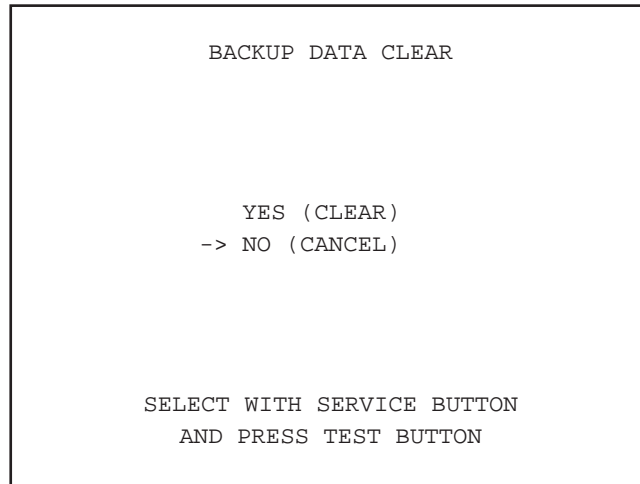 BACKUP DATA CLEAR
YES (CLEAR)
-> NO (CANCEL)
SELECT WITH SERVICE BUTTON
AND PRESS TEST BUTTON